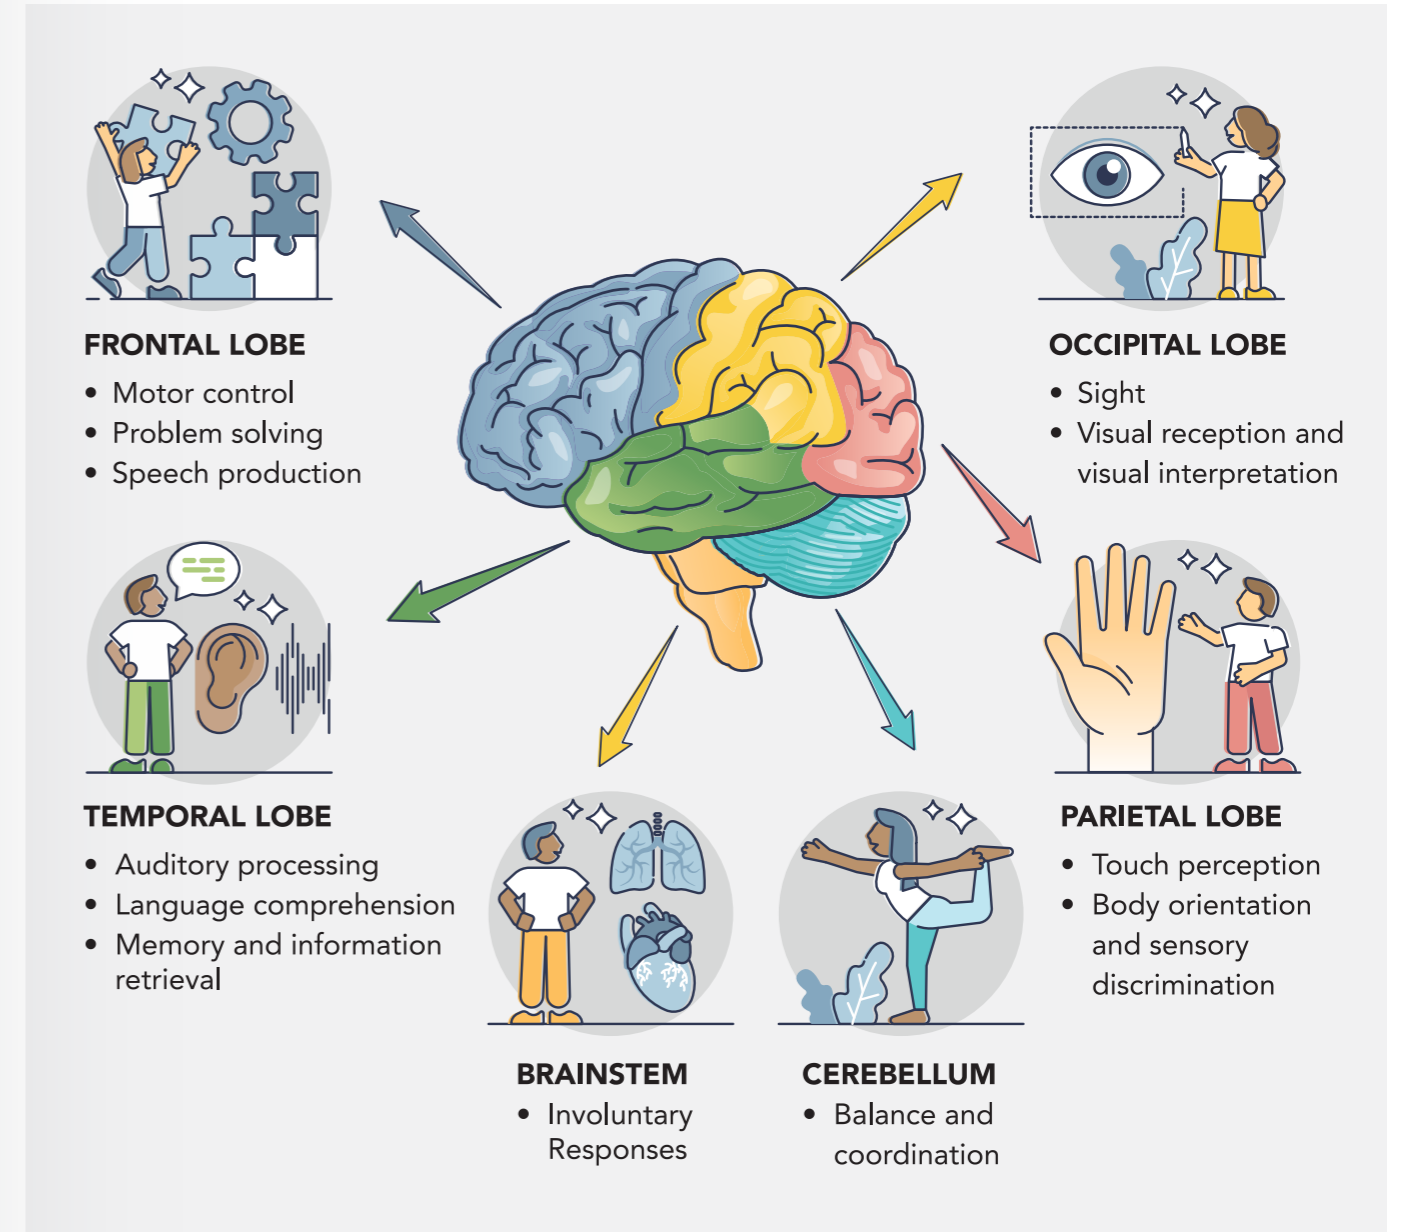 FRONTAL LOBE
• Motor control
• Problem solving
• Speech production
OCCIPITAL LOBE
• Sight
• Visual reception and
visual interpretation
TEMPORAL LOBE
• Auditory processing
• Language comprehension
• Memory and information
retrieval
PARIETAL LOBE
• Touch perception
• Body orientation
and sensory
discrimination
BRAINSTEM
• Involuntary
Responses
CEREBELLUM
• Balance and
coordination